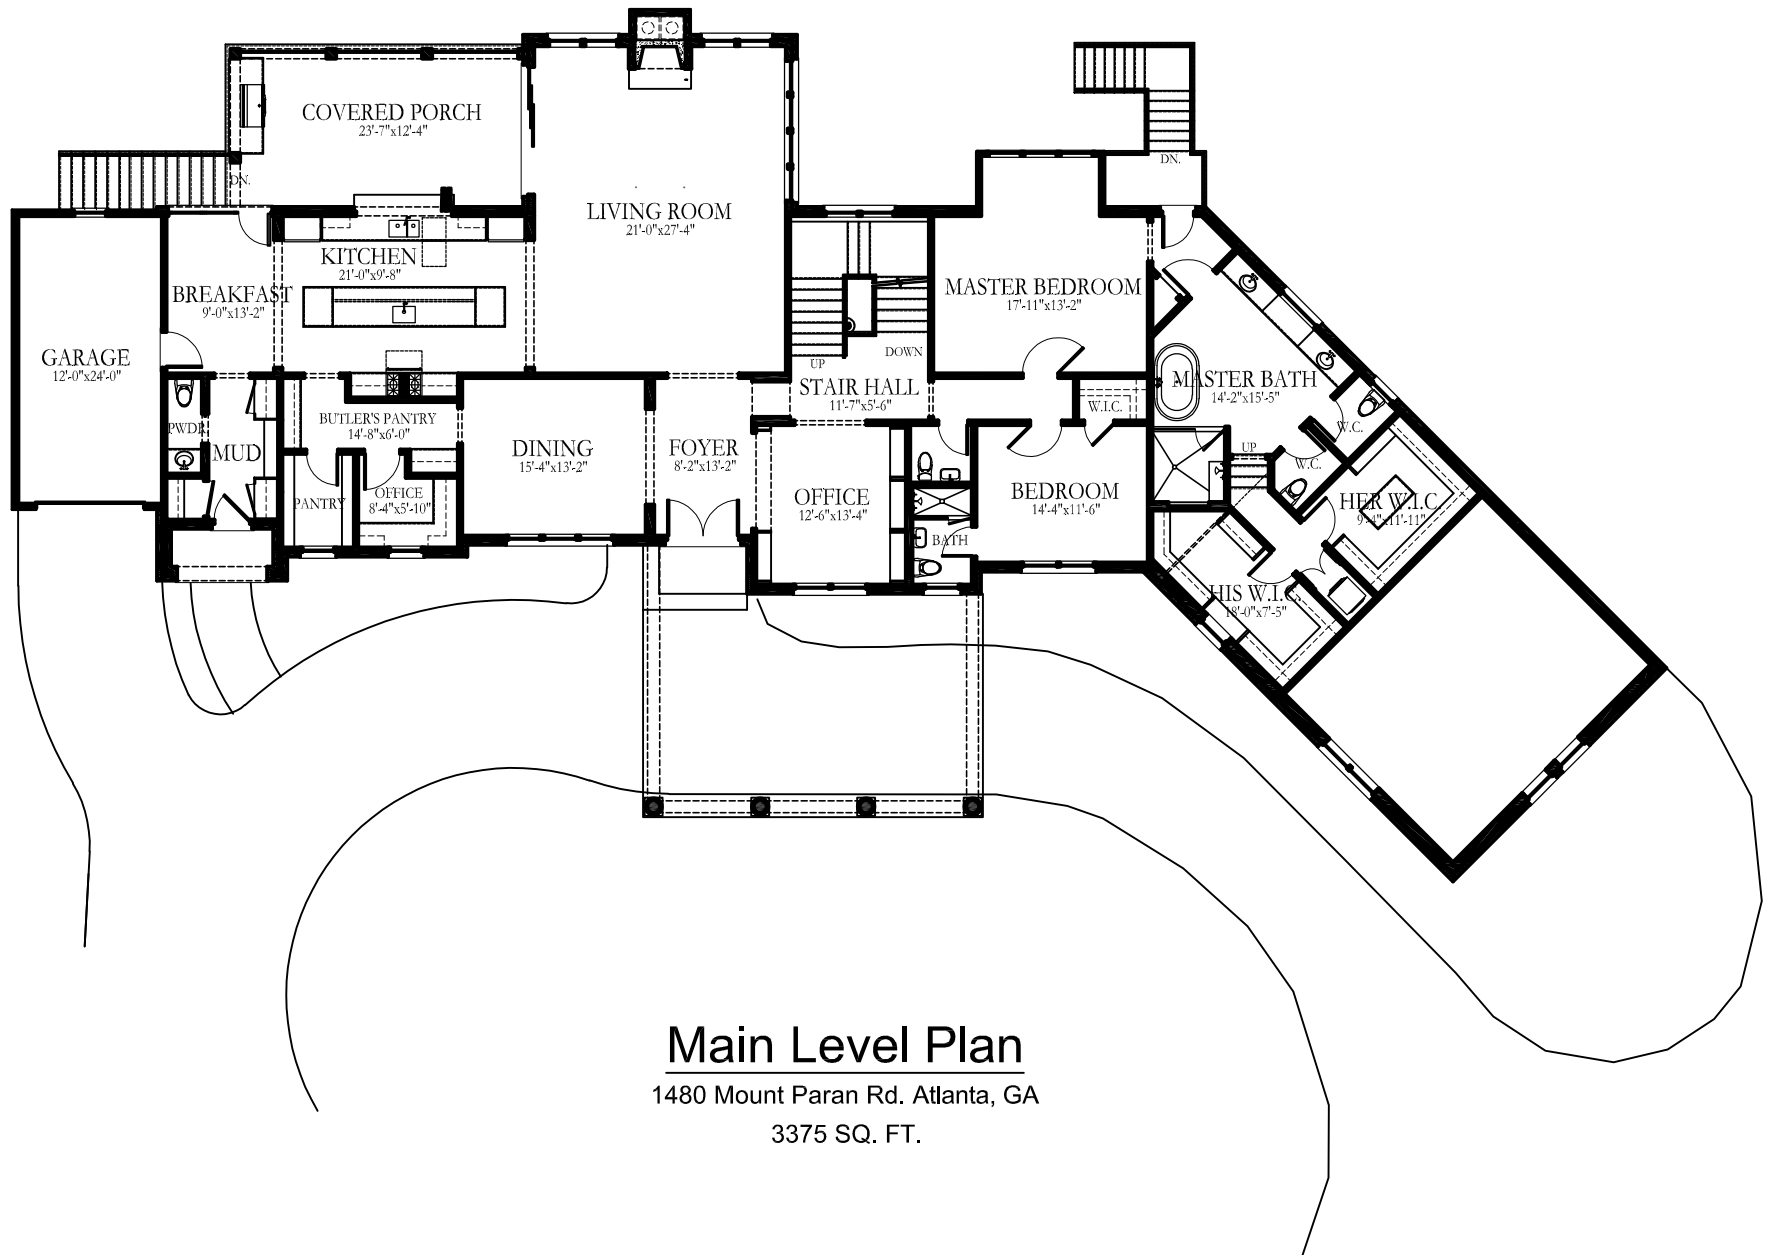 COVERED PORCH
23'-7"x12'-4"
DN.
DN.
LIVING ROOM
21'-0"x27'-4"
KITCHEN
21'-0"x9'-8"
BREAKFAST
9'-0"x13'-2"
MASTER BEDROOM
17'-11"x13'-2"
GARAGE
12'-0"x24'-0"
UP
DOWN
STAIR HALL
11'-7"x5'-6"
MASTER BATH
14'-2"x15'-5"
W.I.C.
BUTLER'S PANTRY
14'-8"x6'-0"
PWDR
MUD
DINING
15'-4"x13'-2"
FOYER
8'-2"x13'-2"
W.C.
UP
W.C.
PANTRY
OFFICE
8'-4"x5'-10"
OFFICE
12'-6"x13'-4"
BEDROOM
14'-4"x11'-6"
HER W.I.C.
9'-4"x11'-11"
BATH
HIS W.I.C.
18'-0"x7'-5"
Main Level Plan
1480 Mount Paran Rd. Atlanta, GA
3375 SQ. FT.